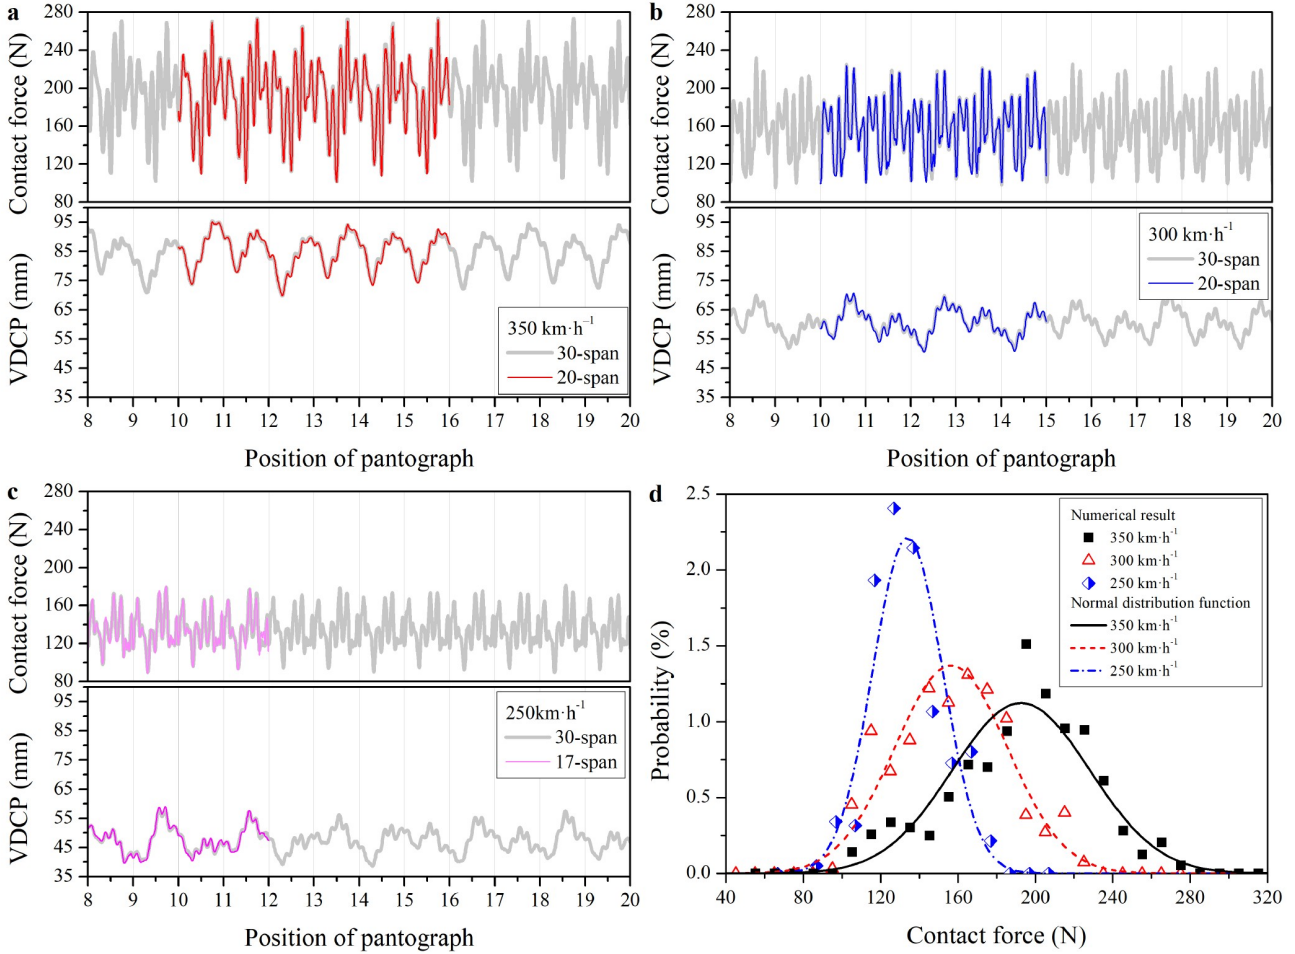 a
Contact force (N)
280
240
200
160
120
80
VDCP (mm)
95
85
75
65
55
45
35
350 km·h⁻¹
30-span
20-span
8 9 10 11 12 13 14 15 16 17 18 19 20
Position of pantograph
b
Contact force (N)
280
240
200
160
120
80
VDCP (mm)
95
85
75
65
55
45
35
300 km·h⁻¹
30-span
20-span
8 9 10 11 12 13 14 15 16 17 18 19 20
Position of pantograph
c
Contact force (N)
280
240
200
160
120
80
VDCP (mm)
95
85
75
65
55
45
35
250km·h⁻¹
30-span
17-span
8 9 10 11 12 13 14 15 16 17 18 19 20
Position of pantograph
d
Probability (%)
2.5
2.0
1.5
1.0
0.5
0.0
Numerical result
350 km·h⁻¹
300 km·h⁻¹
250 km·h⁻¹
Normal distribution function
350 km·h⁻¹
300 km·h⁻¹
250 km·h⁻¹
40 80 120 160 200 240 280 320
Contact force (N)